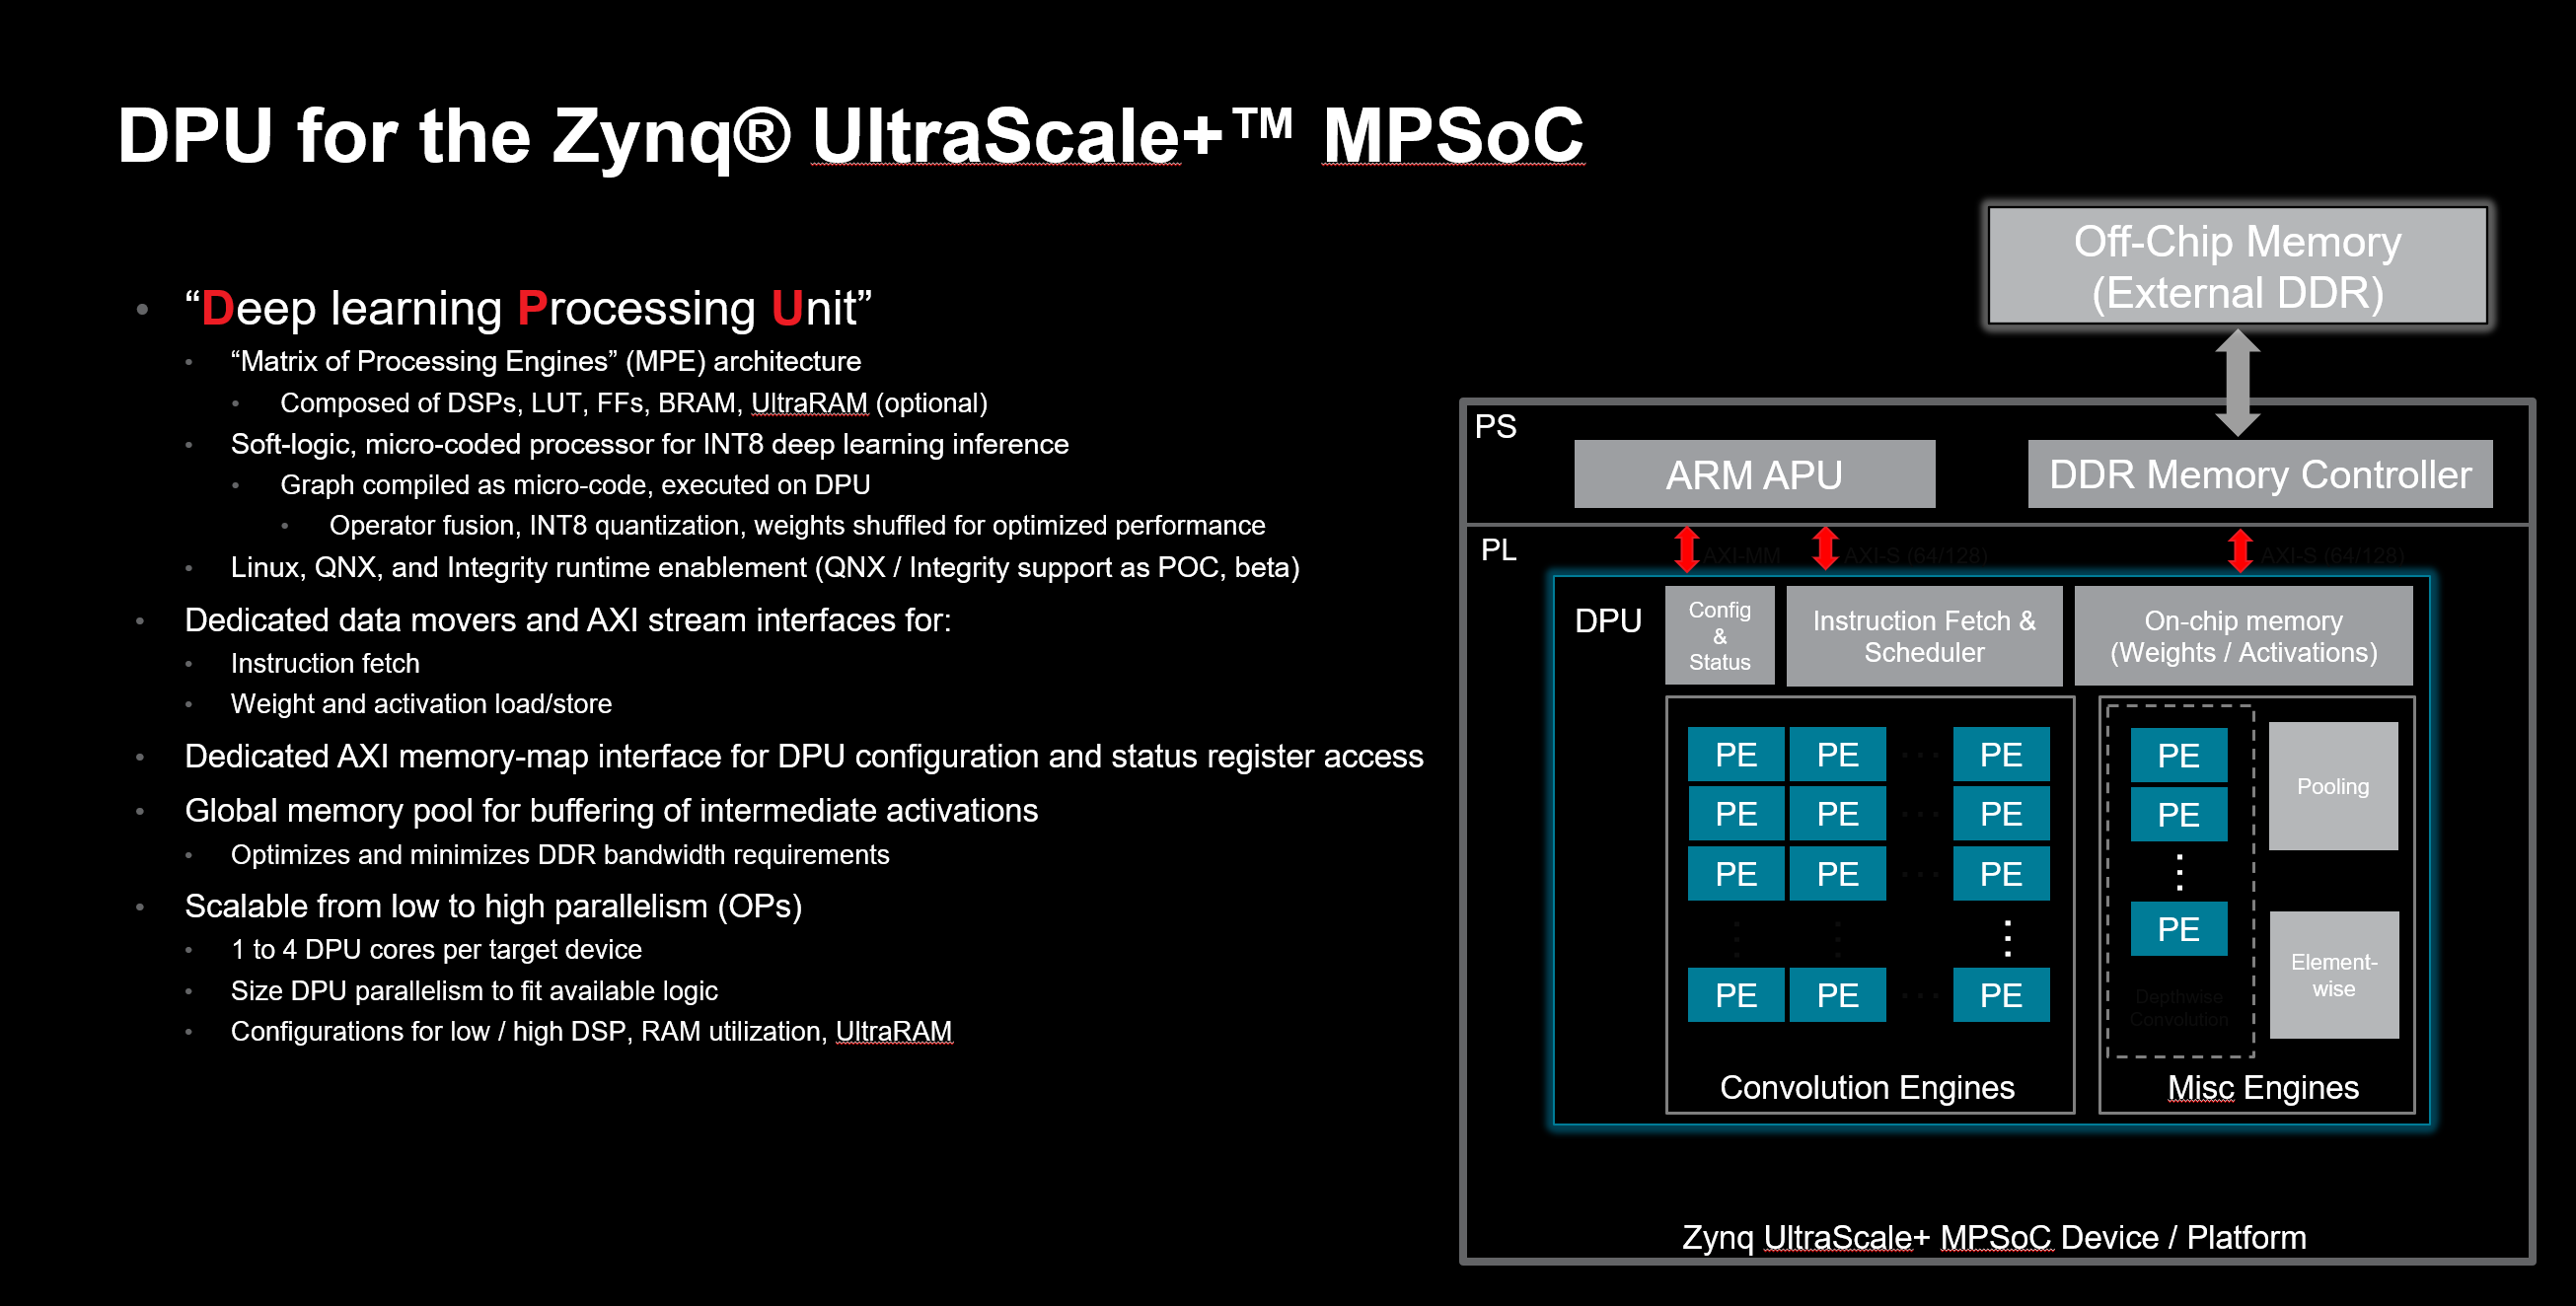 DPU for the Zynq® UltraScale+™ MPSoC
• “Deep learning Processing Unit”
• “Matrix of Processing Engines” (MPE) architecture
• Composed of DSPs, LUT, FFs, BRAM, UltraRAM (optional)
• Soft-logic, micro-coded processor for INT8 deep learning inference
• Graph compiled as micro-code, executed on DPU
• Operator fusion, INT8 quantization, weights shuffled for optimized performance
• Linux, QNX, and Integrity runtime enablement (QNX / Integrity support as POC, beta)
• Dedicated data movers and AXI stream interfaces for:
• Instruction fetch
• Weight and activation load/store
• Dedicated AXI memory-map interface for DPU configuration and status register access
• Global memory pool for buffering of intermediate activations
• Optimizes and minimizes DDR bandwidth requirements
• Scalable from low to high parallelism (OPs)
• 1 to 4 DPU cores per target device
• Size DPU parallelism to fit available logic
• Configurations for low / high DSP, RAM utilization, UltraRAM
Off-Chip Memory
(External DDR)
PS
ARM APU
DDR Memory Controller
PL
AXI-MM
AXI-S (64/128)
AXI-S (64/128)
DPU
Config
&
Status
Instruction Fetch &
Scheduler
On-chip memory
(Weights / Activations)
PE PE ... PE
PE PE ... PE
PE PE ... PE
⋮ ⋮ ⋮
PE PE ... PE
Convolution Engines
PE
PE
⋮
PE
Depthwise
Convolution
Pooling
Element-
wise
Misc Engines
Zynq UltraScale+ MPSoC Device / Platform